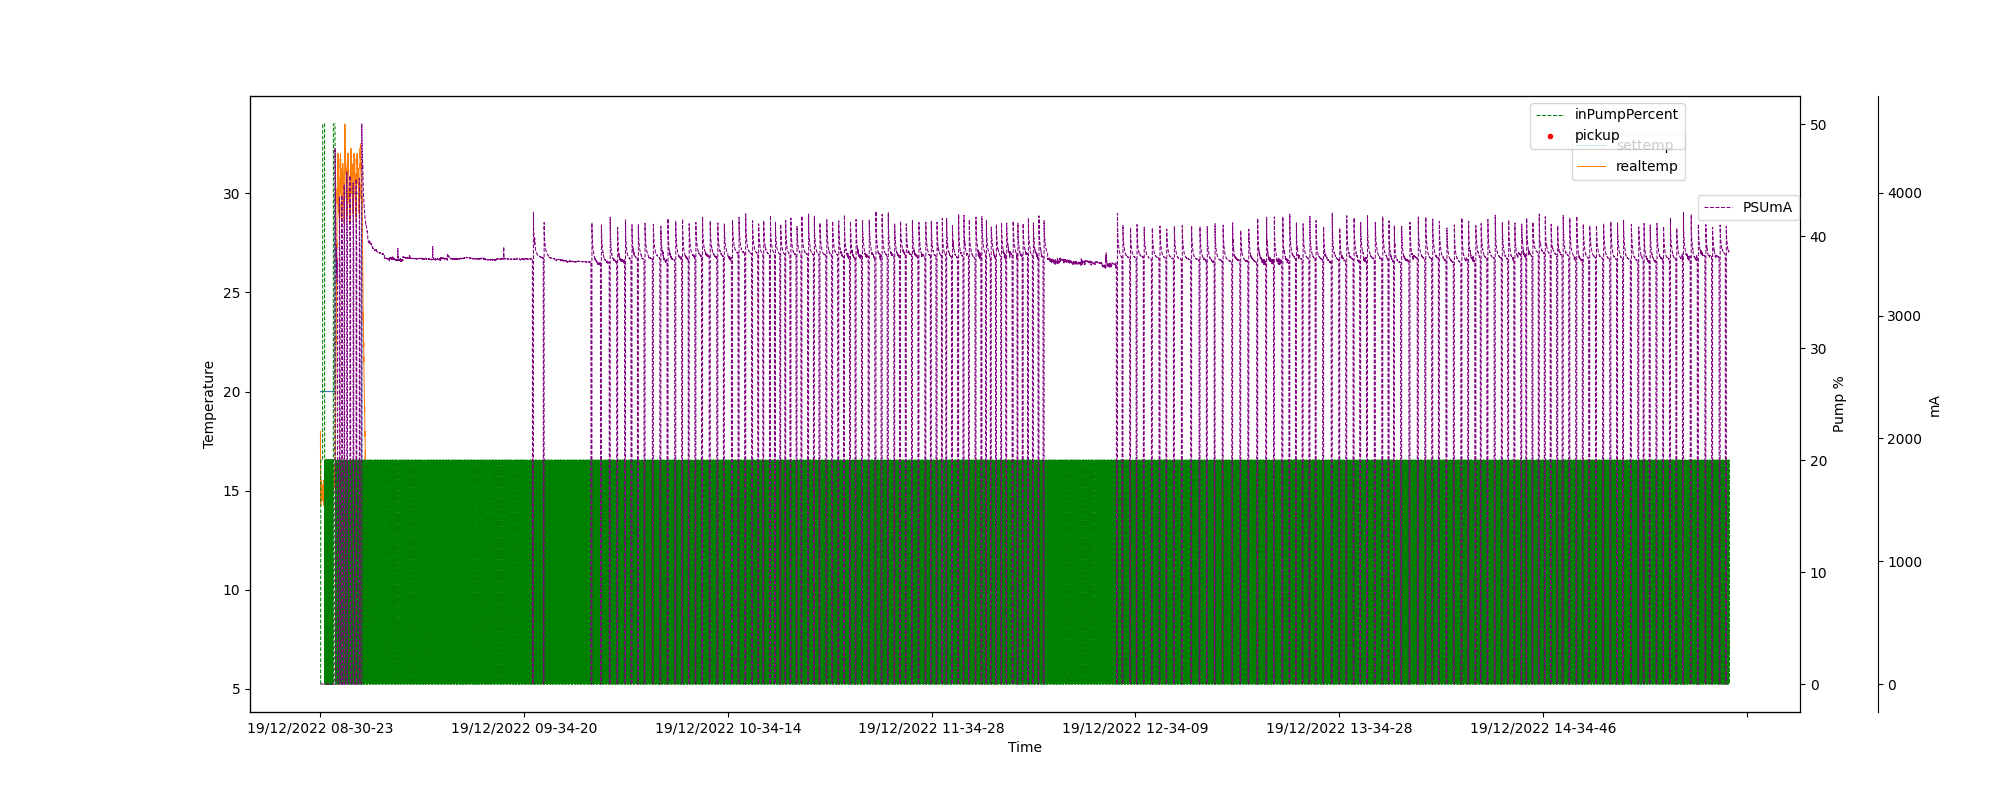 inPumpPercent
pickup
settemp
realtemp
PSUmA
30
25
20
15
10
5
Temperature
50
40
30
20
10
0
Pump %
4000
3000
2000
1000
0
mA
19/12/2022 08-30-23
19/12/2022 09-34-20
19/12/2022 10-34-14
19/12/2022 11-34-28
19/12/2022 12-34-09
19/12/2022 13-34-28
19/12/2022 14-34-46
Time